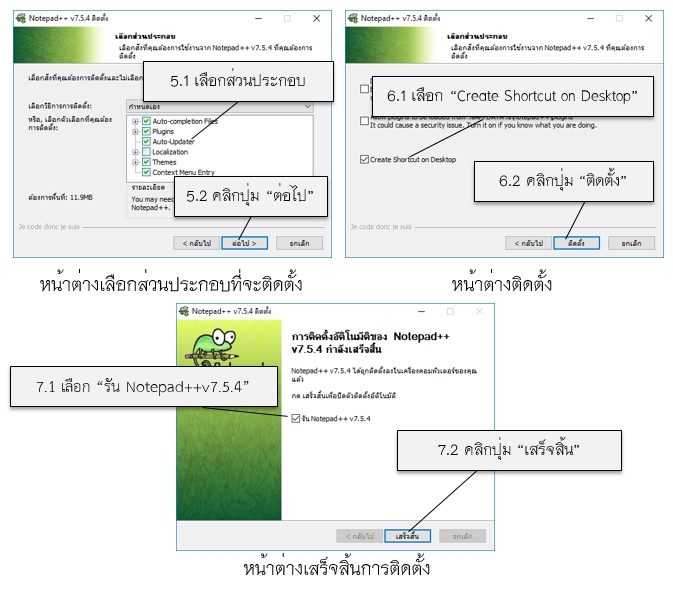 Notepad++ v7.5.4 ติดตั้ง
เลือกส่วนประกอบ
เลือกสิ่งที่คุณต้องการใช้งานจาก Notepad++ v7.5.4 ที่คุณต้องการ
ติดตั้ง
เลือกสิ่งที่คุณต้องการติดตั้งและไม่เลือก
5.1 เลือกส่วนประกอบ
เลือกวิธีการการติดตั้ง:
กำหนดเอง
หรือ, เลือกตัวเลือกที่คุณต้อง
การติดตั้ง:
Auto-completion Files
Plugins
Auto-Updater
Localization
Themes
Context Menu Entry
ต้องการพื้นที่: 11.9MB
รายละเอียด
You may need
Notepad++.
5.2 คลิกปุ่ม “ต่อไป”
Je code donc je suis
< กลับไป
ต่อไป >
ยกเลิก
หน้าต่างเลือกส่วนประกอบที่จะติดตั้ง
Notepad++ v7.5.4 ติดตั้ง
เลือกส่วนประกอบ
เลือกสิ่งที่คุณต้องการใช้งานจาก Notepad++ v7.5.4 ที่คุณต้องการ
ติดตั้ง
6.1 เลือก “Create Shortcut on Desktop”
Allow plugins to be loaded from %APPDATA%\notepad++\plugins
It could cause a security issue. Turn it on if you know what you are doing.
Create Shortcut on Desktop
6.2 คลิกปุ่ม “ติดตั้ง”
Je code donc je suis
< กลับไป
ติดตั้ง
ยกเลิก
หน้าต่างติดตั้ง
Notepad++ v7.5.4 ติดตั้ง
การติดตั้งอัติโนมัติของ Notepad++
v7.5.4 กำลังเสร็จสิ้น
Notepad++ v7.5.4 ได้ถูกติดตั้งลงในเครื่องคอมพิวเตอร์ของคุณ
แล้ว
กด เสร็จสิ้นเพื่อปิดตัวติดตั้งอัติโนมัติ
7.1 เลือก “รัน Notepad++v7.5.4”
รัน Notepad++ v7.5.4
7.2 คลิกปุ่ม “เสร็จสิ้น”
< กลับไป
เสร็จสิ้น
ยกเลิก
หน้าต่างเสร็จสิ้นการติดตั้ง